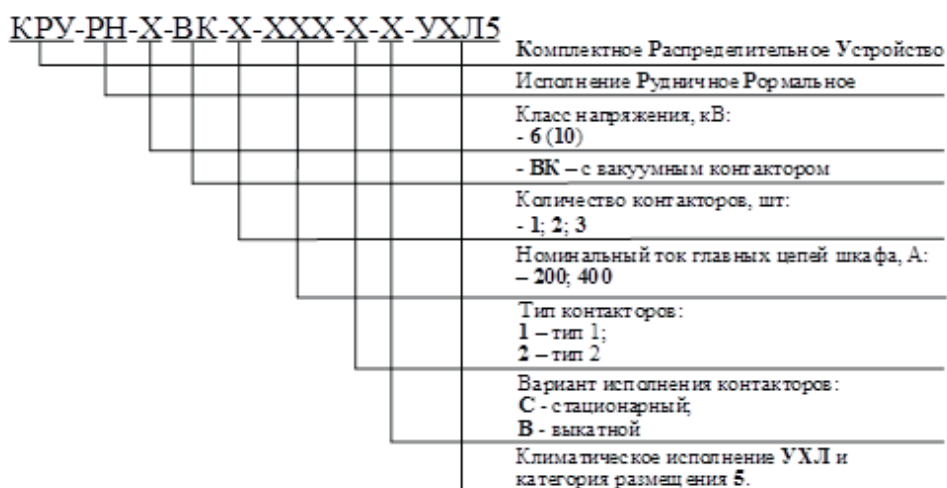 КРУ-РН-Х-ВК-Х-ХХХ-Х-Х-УХЛ5
Комплектное Распределительное Устройство
Исполнение Рудничное Рормальное
Класс напряжения, кВ:
- 6 (10)
- ВК – с вакуумным контактором
Количество контакторов, шт:
- 1; 2; 3
Номинальный ток главных цепей шкафа, А:
– 200; 400
Тип контакторов:
1 – тип 1;
2 – тип 2
Вариант исполнения контакторов:
С - стационарный;
В - выкатной
Климатическое исполнение УХЛ и
категория размещения 5.